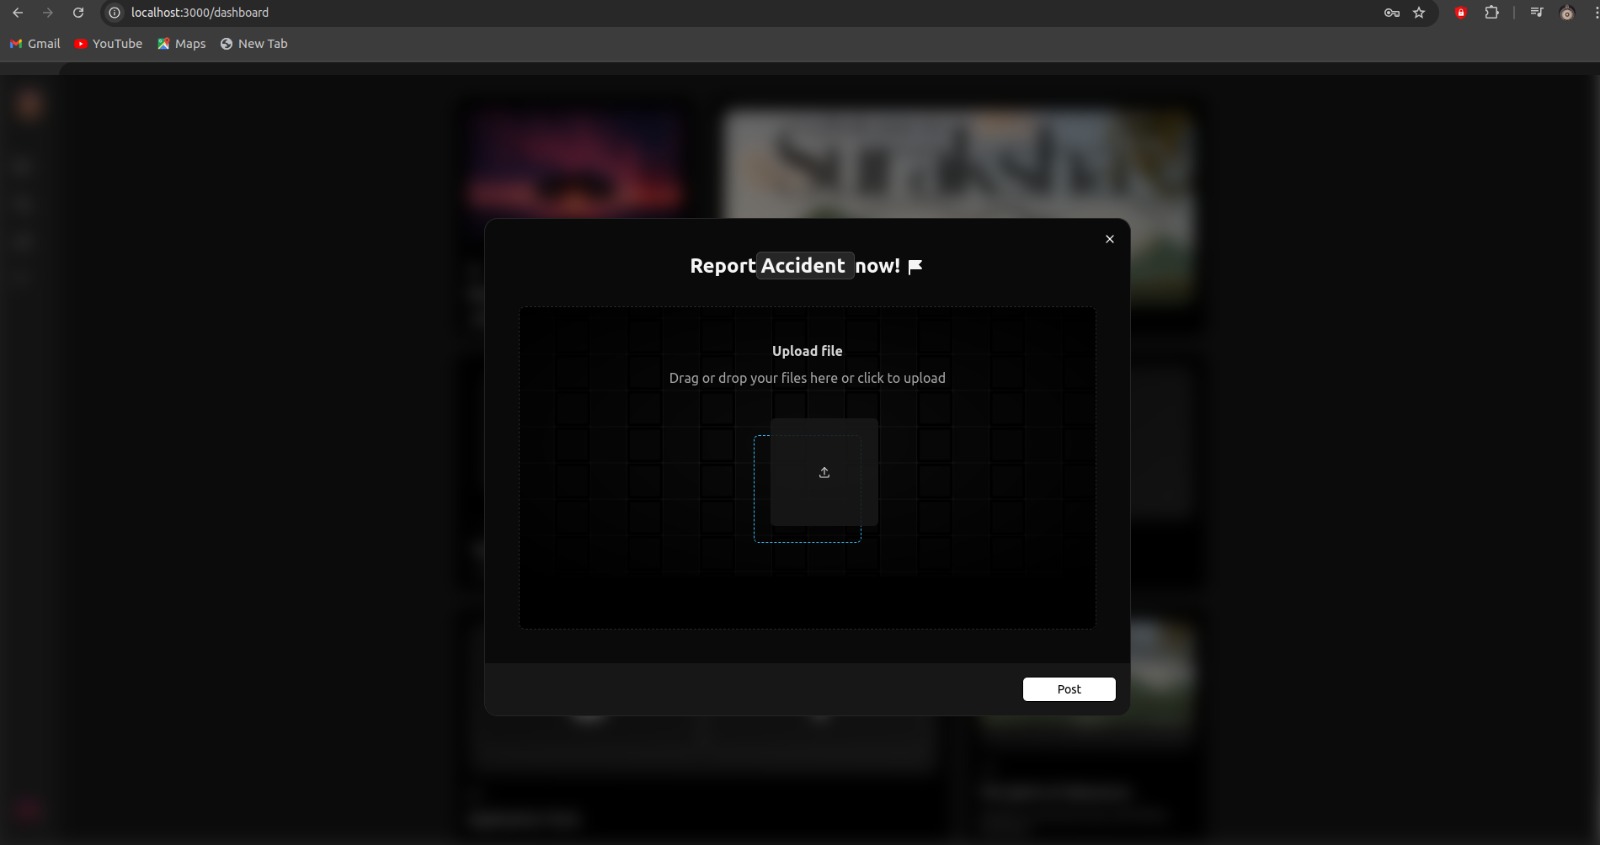 localhost:3000/dashboard
Gmail YouTube Maps New Tab
Report Accident now!
Upload file
Drag or drop your files here or click to upload
Post